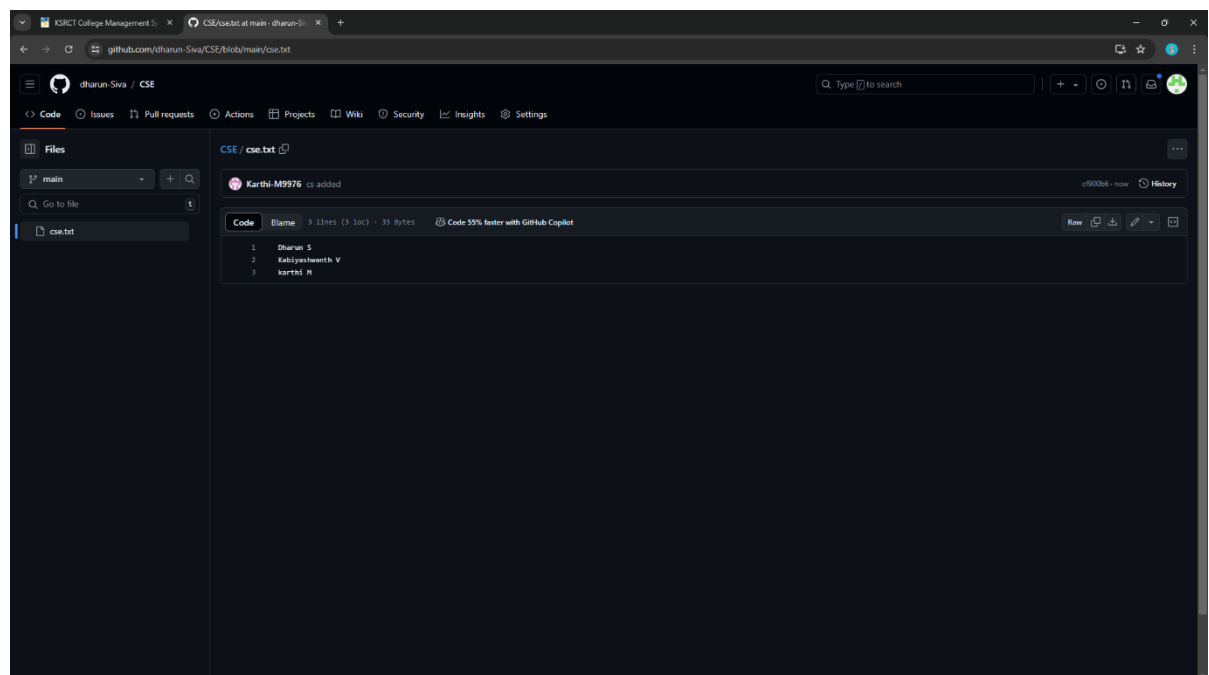 KSRCT College Management Sy
CSE/cse.txt at main · dharun-Siv
github.com/dharun-Siva/CSE/blob/main/cse.txt
dharun-Siva / CSE
Type / to search
Code Issues Pull requests Actions Projects Wiki Security Insights Settings
Files
CSE / cse.txt
main
Karthi-M9976 cs added
cf900b6 · now History
Go to file t
Code Blame 3 lines (3 loc) · 33 Bytes Code 55% faster with GitHub Copilot
Raw
cse.txt
1 Dharun S
2 Kabiyashwanth V
3 karthi M